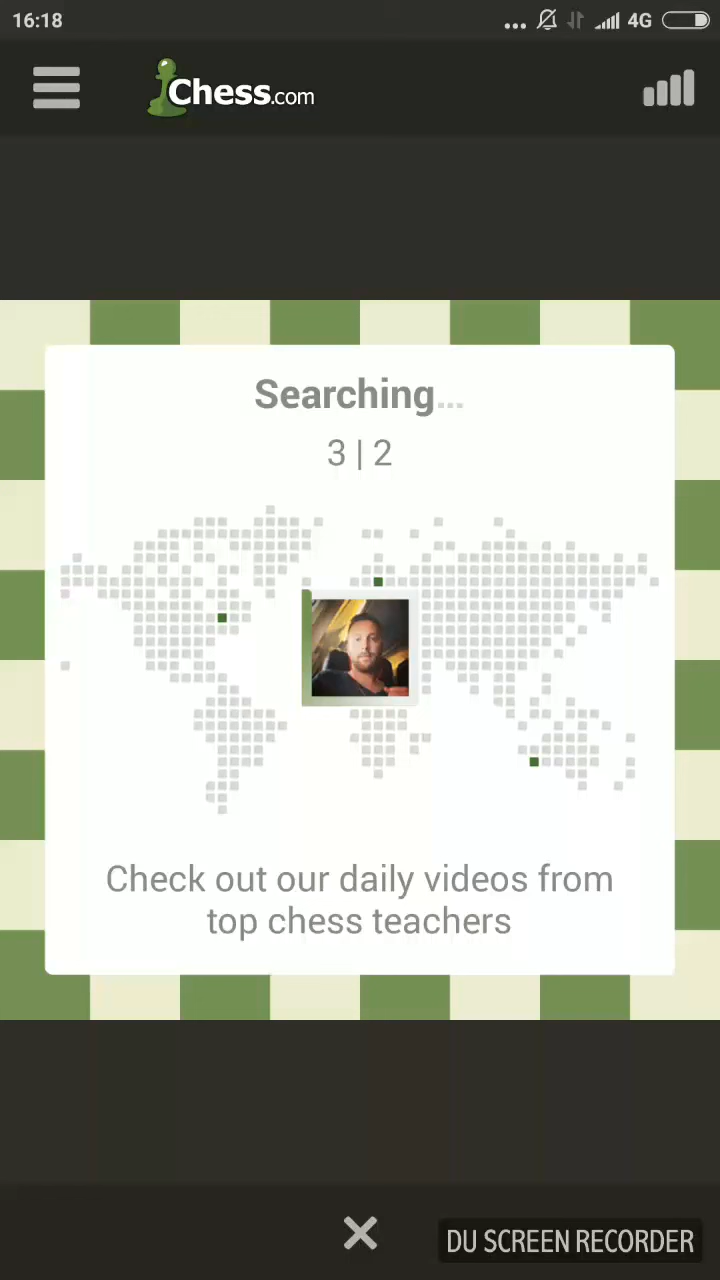 16:18
... 4G
Chess.com
Searching...
3 | 2
Check out our daily videos from
top chess teachers
DU SCREEN RECORDER